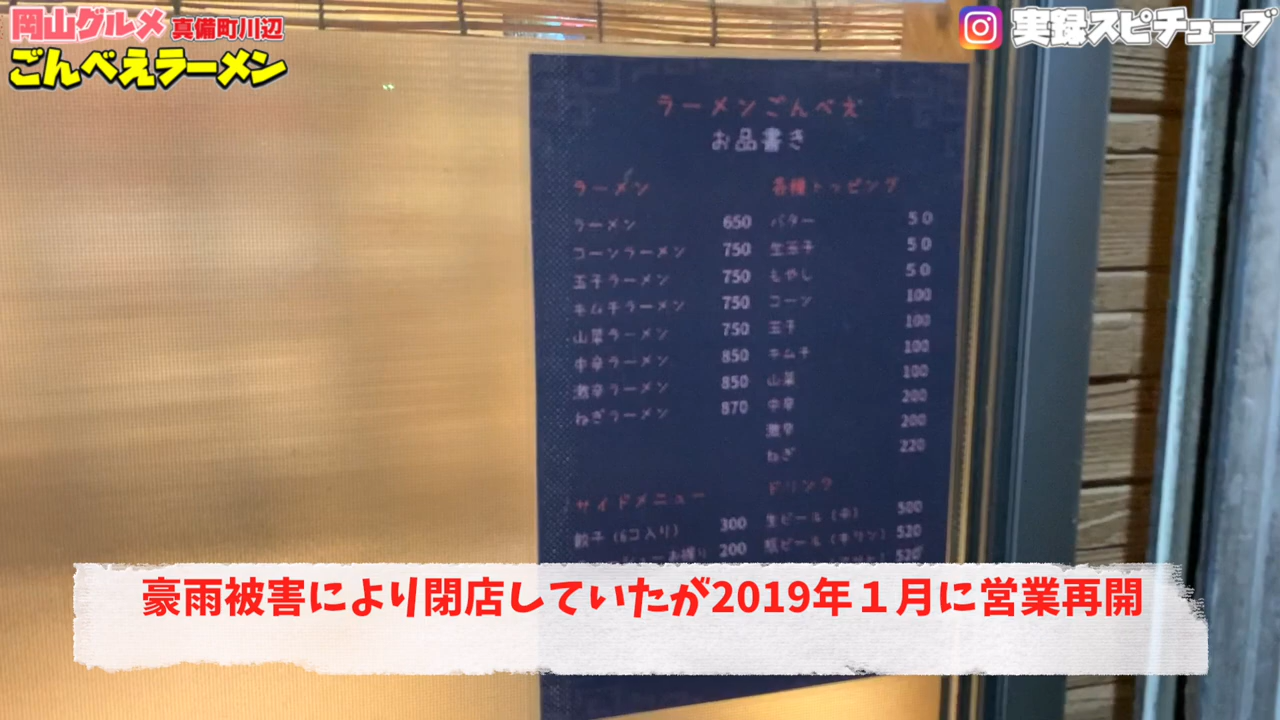 岡山グルメ 真備町川辺
ごんべえラーメン
実録スピチューブ
ラーメンごんべえ
お品書き
ラーメン
ラーメン 650
コーンラーメン 750
玉子ラーメン 750
キムチラーメン 750
山菜ラーメン 750
中辛ラーメン 850
激辛ラーメン 850
ねぎラーメン 870
各種トッピング
バター 50
生玉子 50
もやし 50
コーン 100
玉子 100
キムチ 100
山菜 100
中辛 200
激辛 200
ねぎ 220
サイドメニュー
餃子(6コ入り) 300
お握り 200
ドリンク
生ビール(中) 500
瓶ビール(キリン) 520
520
豪雨被害により閉店していたが2019年１月に営業再開